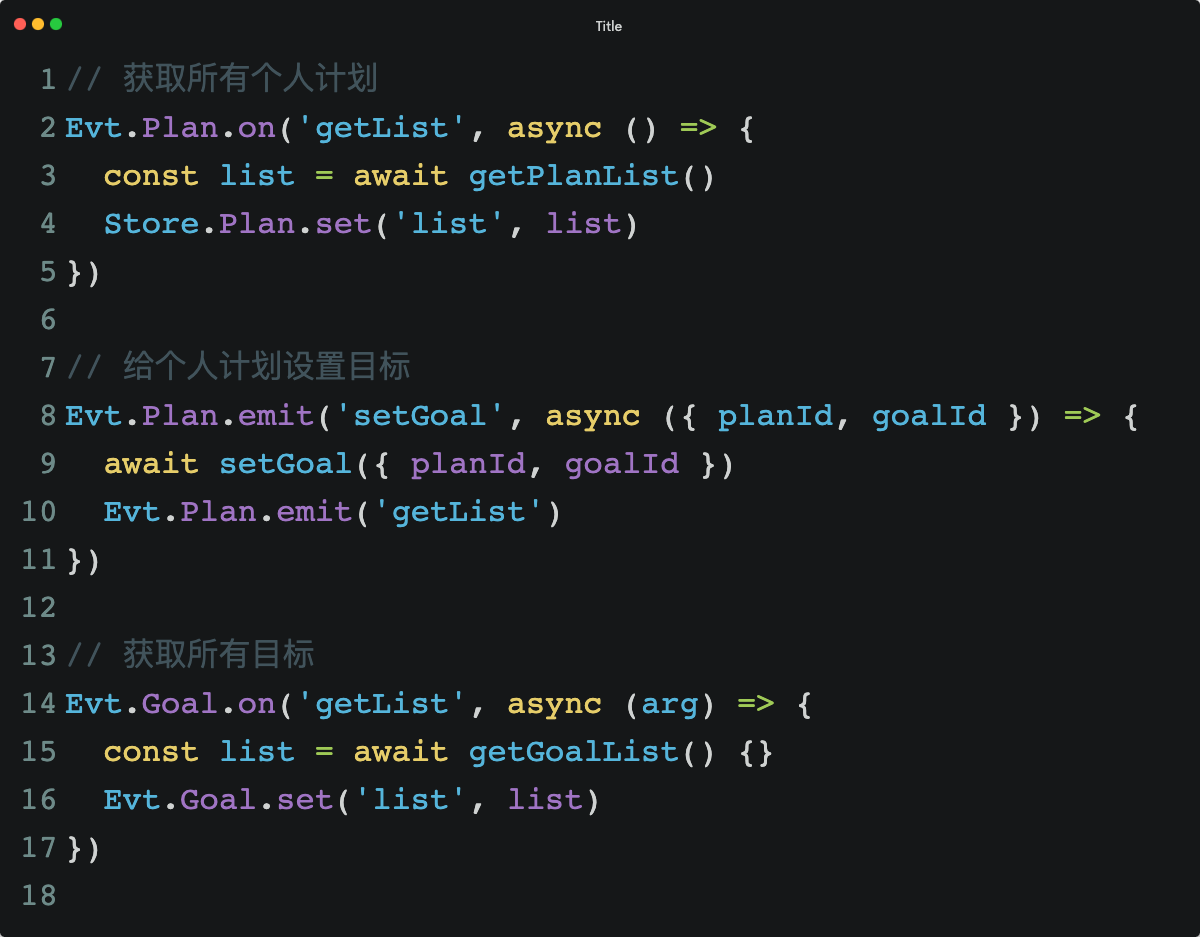 Title
1 // 获取所有个人计划
2 Evt.Plan.on('getList', async () => {
3   const list = await getPlanList()
4   Store.Plan.set('list', list)
5 })
6
7 // 给个人计划设置目标
8 Evt.Plan.emit('setGoal', async ({ planId, goalId }) => {
9   await setGoal({ planId, goalId })
10   Evt.Plan.emit('getList')
11 })
12
13 // 获取所有目标
14 Evt.Goal.on('getList', async (arg) => {
15   const list = await getGoalList() {}
16   Evt.Goal.set('list', list)
17 })
18